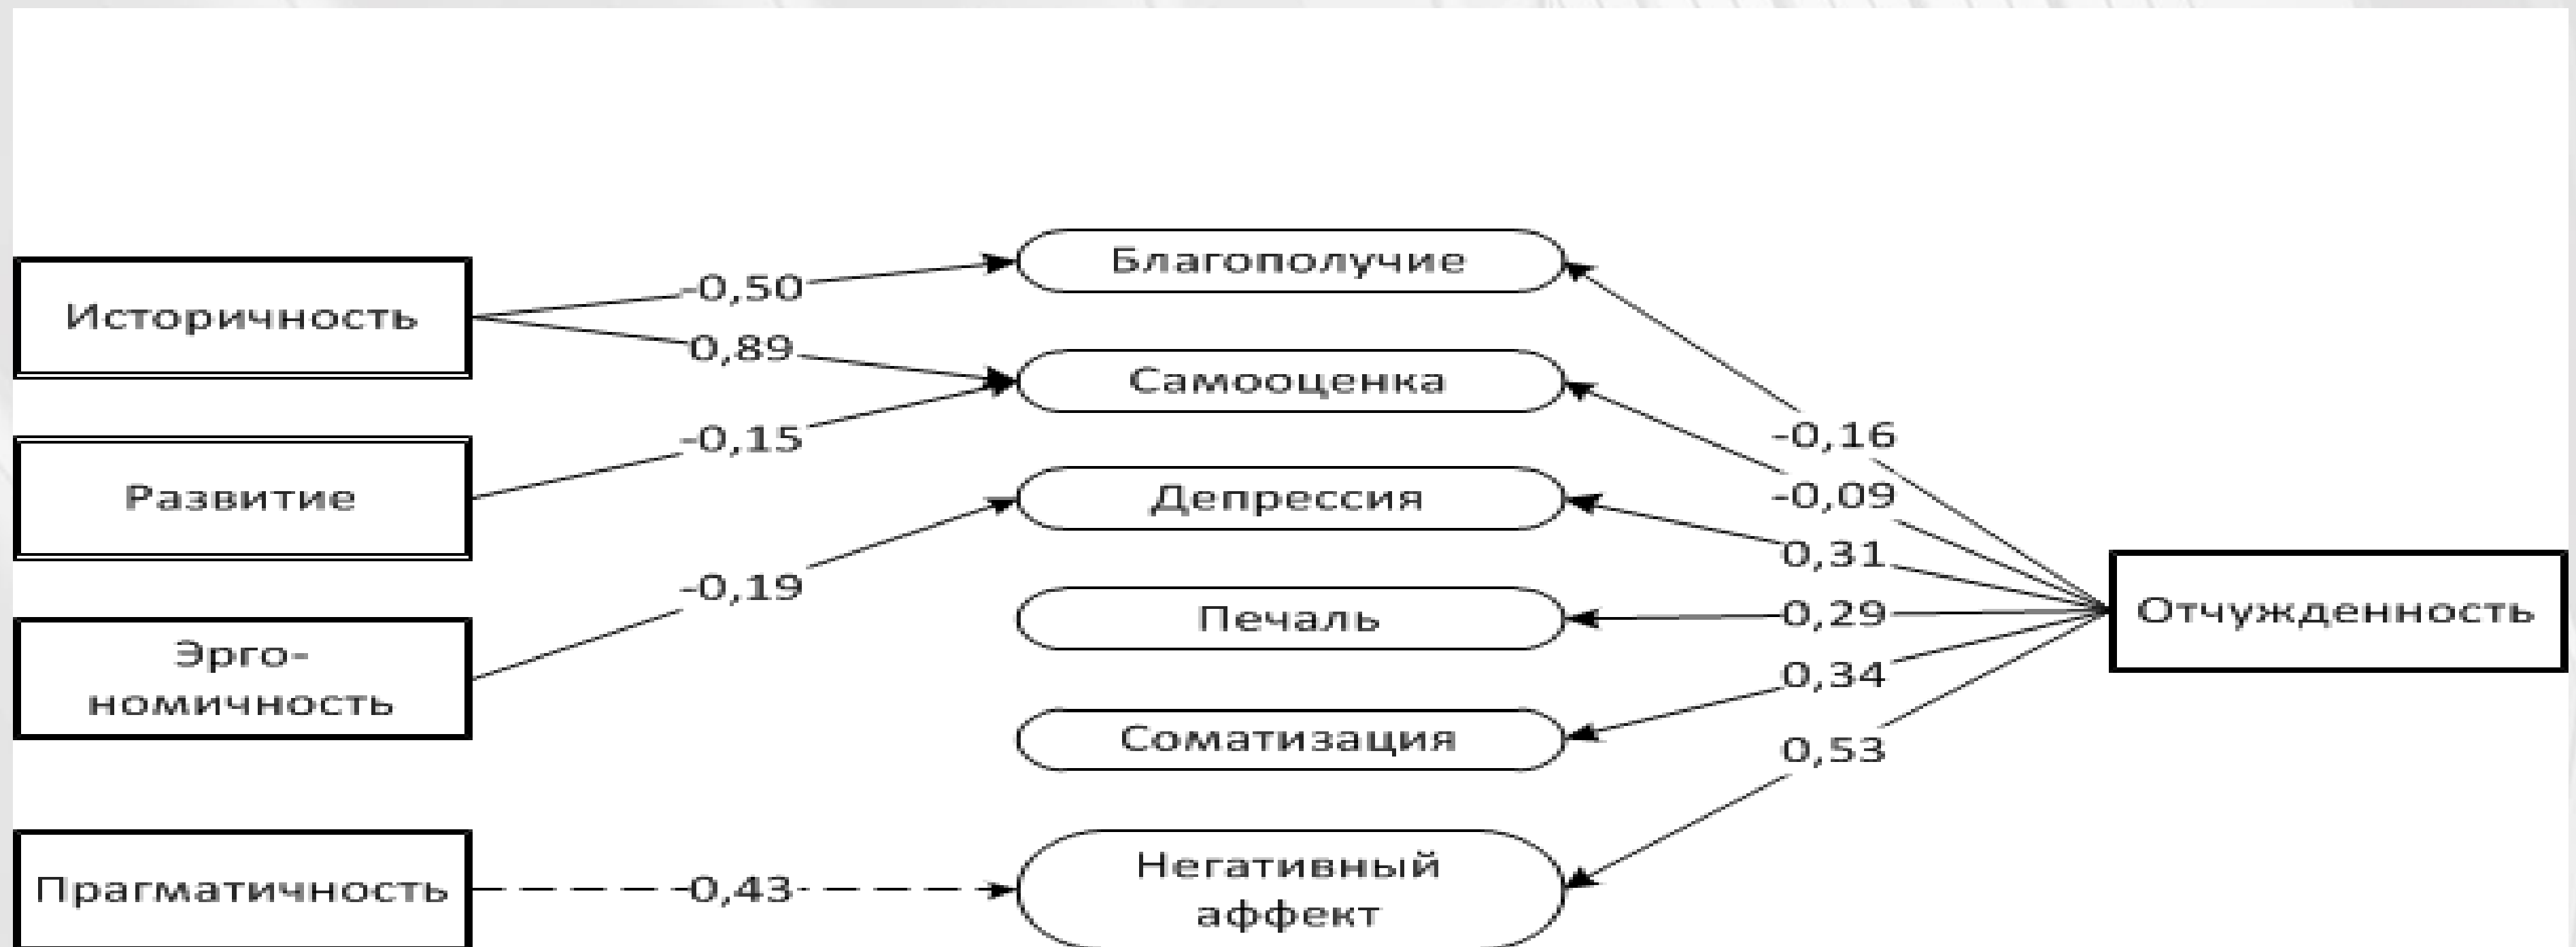 Историчность
Развитие
Эрго-
номичность
Прагматичность
-0,50
0,89
-0,15
-0,19
0,43
Благополучие
Самооценка
Депрессия
Печаль
Соматизация
Негативный
аффект
-0,16
-0,09
0,31
0,29
0,34
0,53
Отчужденность